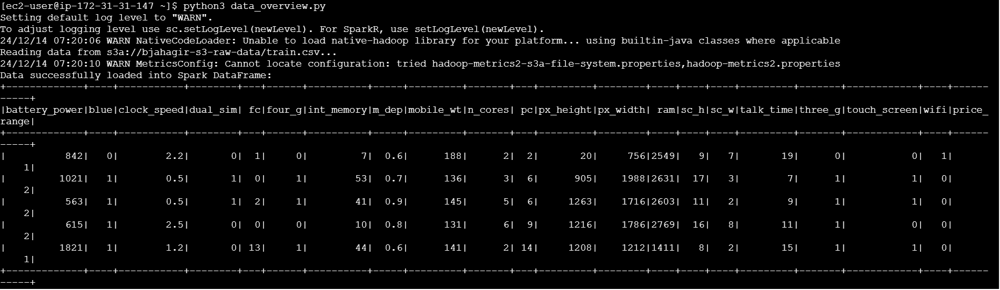 [ec2-user@ip-172-31-31-147 ~]$ python3 data_overview.py
Setting default log level to "WARN".
To adjust logging level use sc.setLogLevel(newLevel). For SparkR, use setLogLevel(newLevel).
24/12/14 07:20:06 WARN NativeCodeLoader: Unable to load native-hadoop library for your platform... using builtin-java classes where applicable
Reading data from s3a://bjahagir-s3-raw-data/train.csv...
24/12/14 07:20:10 WARN MetricsConfig: Cannot locate configuration: tried hadoop-metrics2-s3a-file-system.properties,hadoop-metrics2.properties
Data successfully loaded into Spark DataFrame:
+-------------+----+-----------+--------+---+------+----------+-----+---------+-------+---+---------+--------+----+----+----+---------+-------+------------+----+------
-----+
|battery_power|blue|clock_speed|dual_sim| fc|four_g|int_memory|m_dep|mobile_wt|n_cores| pc|px_height|px_width| ram|sc_h|sc_w|talk_time|three_g|touch_screen|wifi|price_
range|
+-------------+----+-----------+--------+---+------+----------+-----+---------+-------+---+---------+--------+----+----+----+---------+-------+------------+----+------
-----+
|          842|   0|        2.2|       0|  1|     0|         7|  0.6|      188|      2|  2|       20|     756|2549|   9|   7|       19|      0|           0|   1|
    1|
|         1021|   1|        0.5|       1|  0|     1|        53|  0.7|      136|      3|  6|      905|    1988|2631|  17|   3|        7|      1|           1|   0|
    2|
|          563|   1|        0.5|       1|  2|     1|        41|  0.9|      145|      5|  6|     1263|    1716|2603|  11|   2|        9|      1|           1|   0|
    2|
|          615|   1|        2.5|       0|  0|     0|        10|  0.8|      131|      6|  9|     1216|    1786|2769|  16|   8|       11|      1|           0|   0|
    2|
|         1821|   1|        1.2|       0| 13|     1|        44|  0.6|      141|      2| 14|     1208|    1212|1411|   8|   2|       15|      1|           1|   0|
    1|
+-------------+----+-----------+--------+---+------+----------+-----+---------+-------+---+---------+--------+----+----+----+---------+-------+------------+----+------
-----+